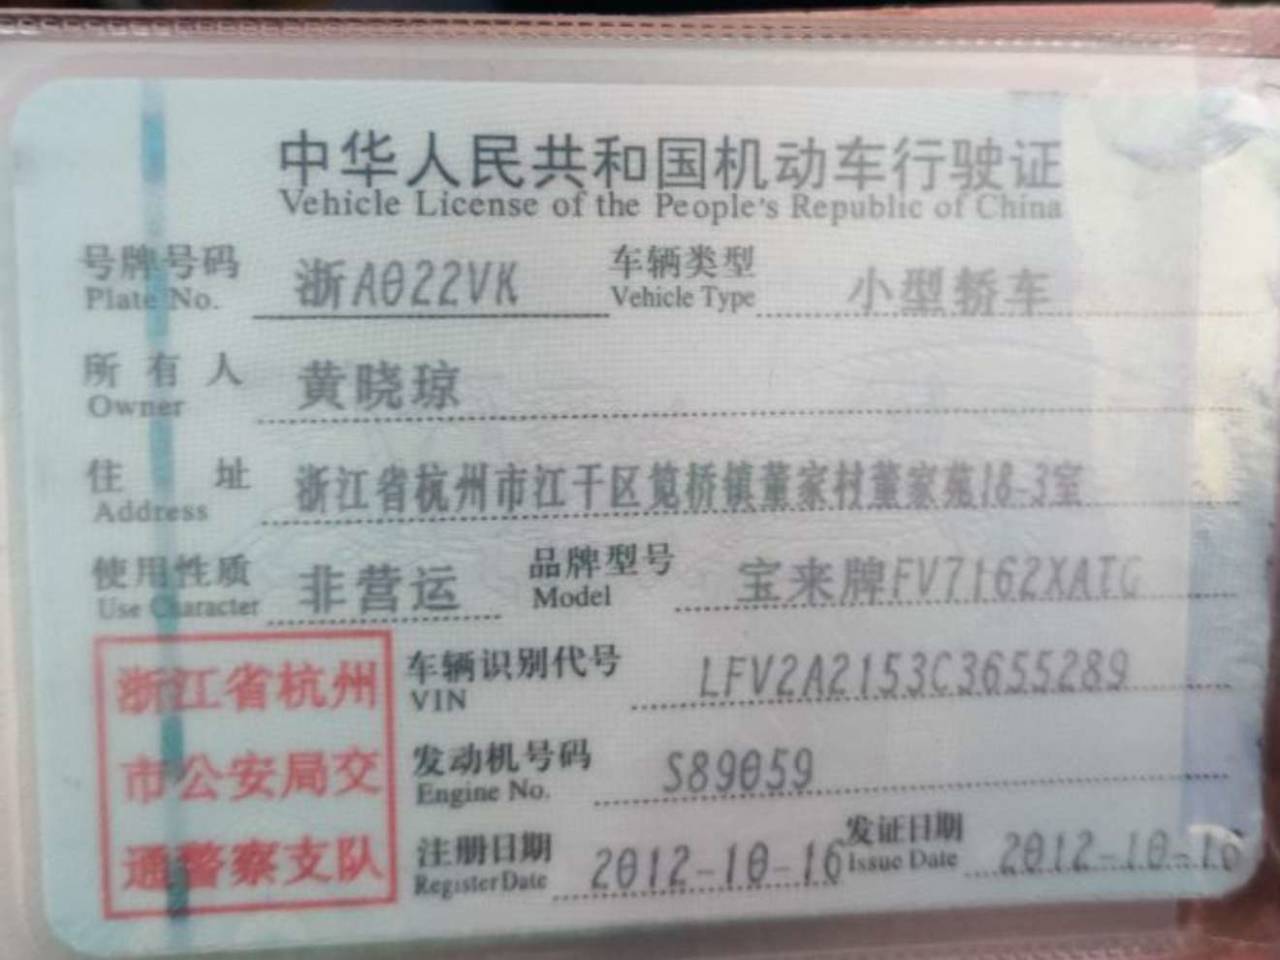 中华人民共和国机动车行驶证
Vehicle License of the People's Republic of China
号牌号码 浙A022VK 车辆类型 小型轿车
Plate No. Vehicle Type
所有人 黄晓琼
Owner
住址 浙江省杭州市江干区笕桥镇董家村董家苑18-3室
Address
使用性质 非营运 品牌型号 宝来牌FV7162XATG
Use Character Model
浙江省杭州
市公安局交
通警察支队
车辆识别代号 LFV2A2153C3655289
VIN
发动机号码 S89059
Engine No.
注册日期 2012-10-16 发证日期 2012-10-16
Register Date Issue Date